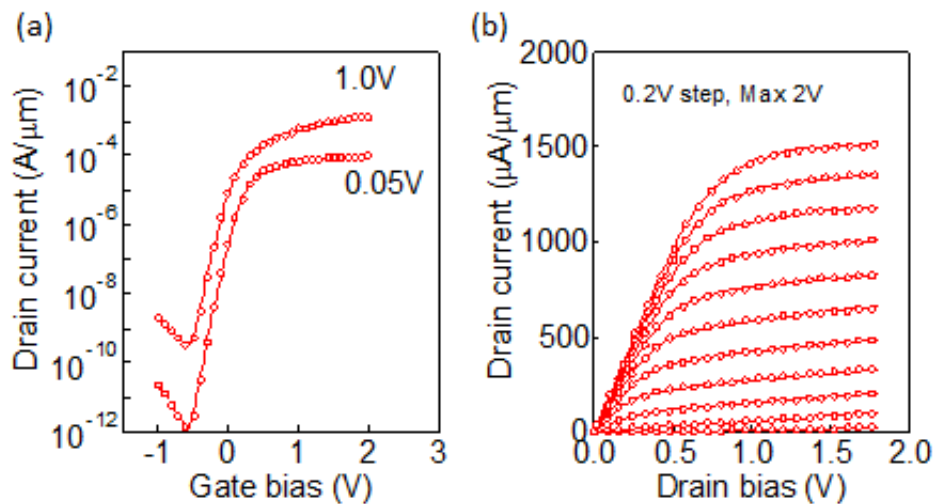 (a)
Drain current (A/μm)
10⁻²
10⁻⁴
10⁻⁶
10⁻⁸
10⁻¹⁰
10⁻¹²
1.0V
0.05V
-1 0 1 2 3
Gate bias (V)
(b)
Drain current (μA/μm)
2000
1500
1000
500
0
0.2V step, Max 2V
0.0 0.5 1.0 1.5 2.0
Drain bias (V)